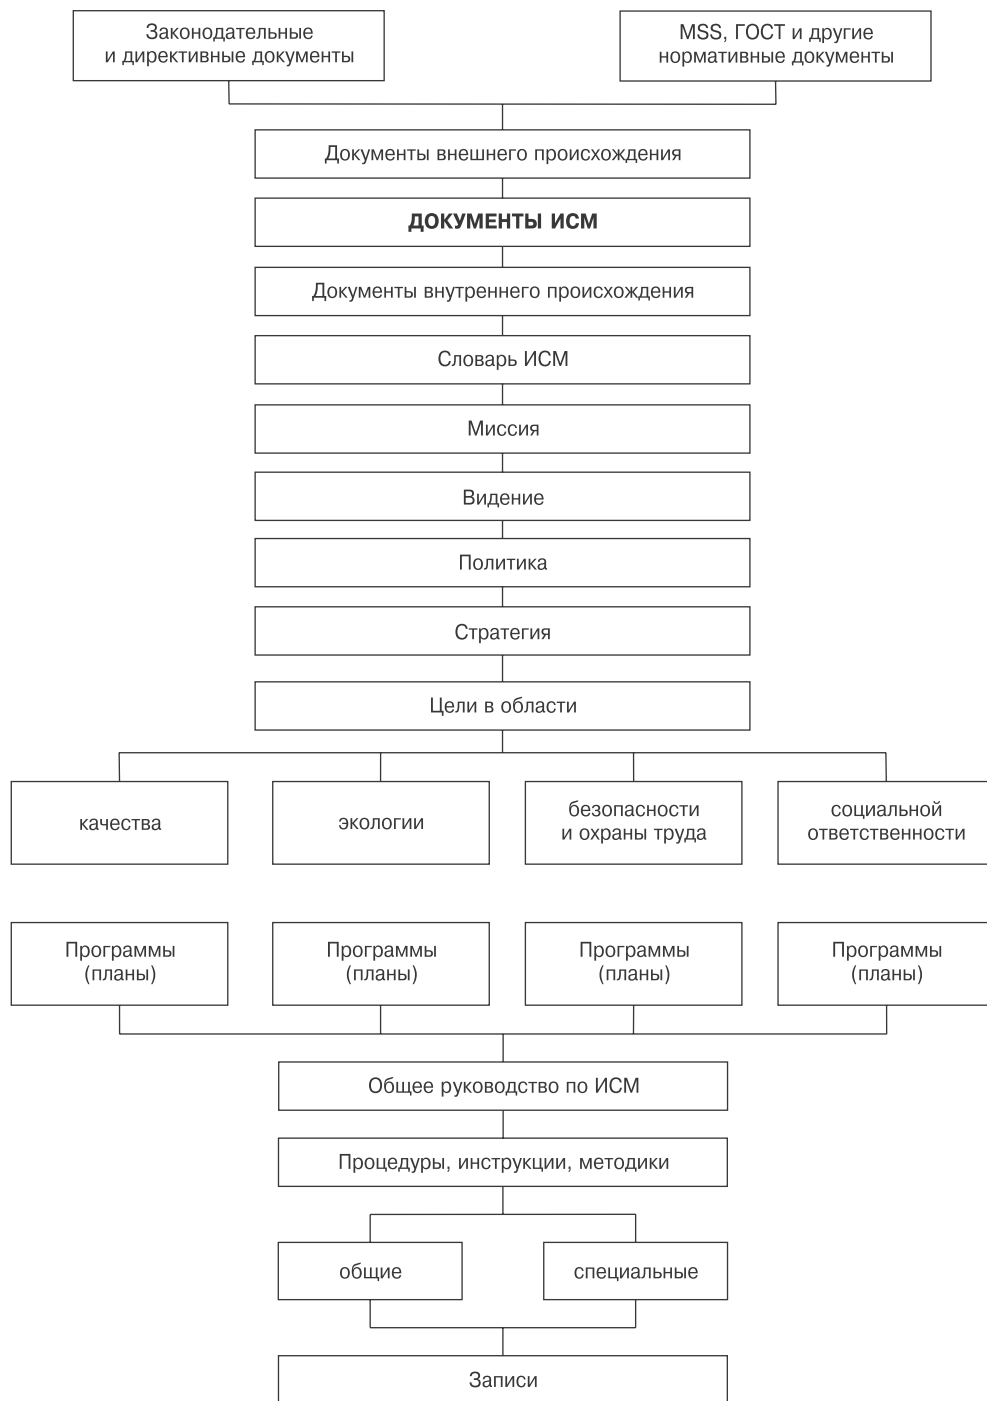 Законодательные
и директивные документы
MSS, ГОСТ и другие
нормативные документы
Документы внешнего происхождения
ДОКУМЕНТЫ ИСМ
Документы внутреннего происхождения
Словарь ИСМ
Миссия
Видение
Политика
Стратегия
Цели в области
качества
экологии
безопасности
и охраны труда
социальной
ответственности
Программы
(планы)
Программы
(планы)
Программы
(планы)
Программы
(планы)
Общее руководство по ИСМ
Процедуры, инструкции, методики
общие
специальные
Записи